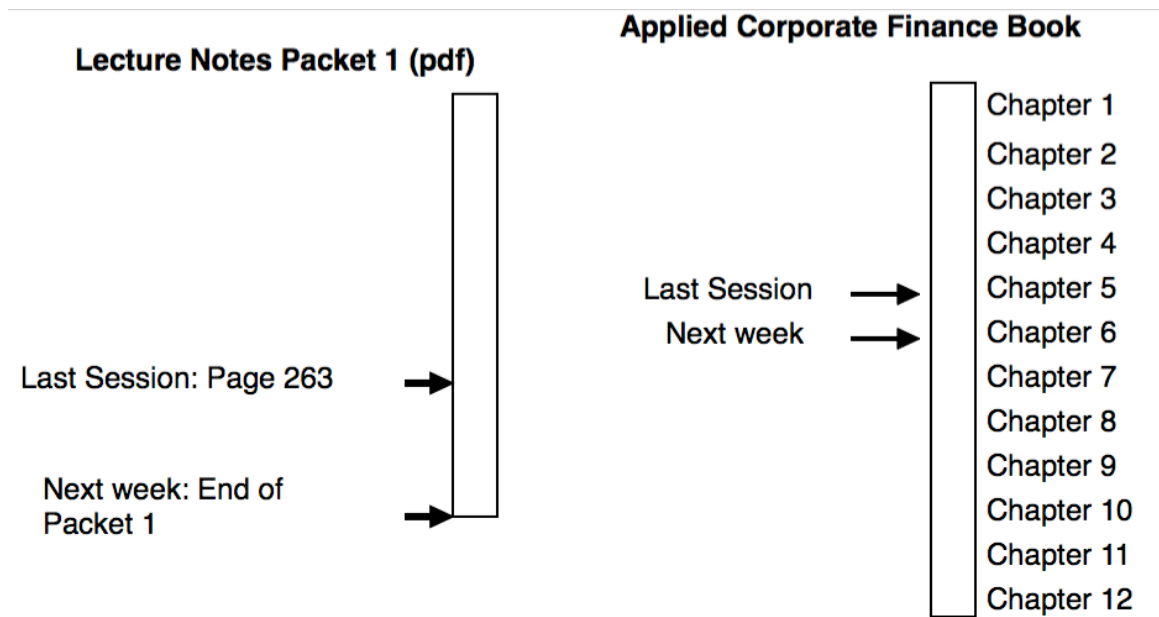 Lecture Notes Packet 1 (pdf)
Last Session: Page 263
Next week: End of
Packet 1
Applied Corporate Finance Book
Last Session
Next week
Chapter 1
Chapter 2
Chapter 3
Chapter 4
Chapter 5
Chapter 6
Chapter 7
Chapter 8
Chapter 9
Chapter 10
Chapter 11
Chapter 12